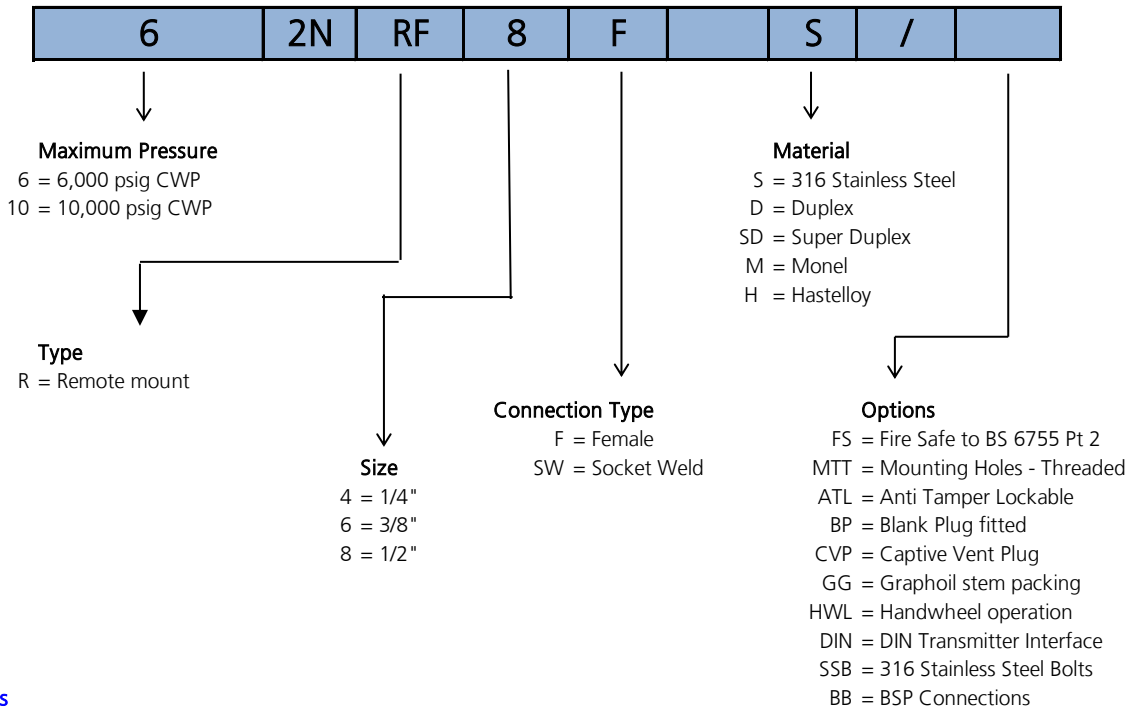 6 2N RF 8 F S /
Maximum Pressure
6 = 6,000 psig CWP
10 = 10,000 psig CWP
Type
R = Remote mount
Size
4 = 1/4"
6 = 3/8"
8 = 1/2"
Connection Type
F = Female
SW = Socket Weld
Material
S = 316 Stainless Steel
D = Duplex
SD = Super Duplex
M = Monel
H = Hastelloy
Options
FS = Fire Safe to BS 6755 Pt 2
MTT = Mounting Holes - Threaded
ATL = Anti Tamper Lockable
BP = Blank Plug fitted
CVP = Captive Vent Plug
GG = Graphoil stem packing
HWL = Handwheel operation
DIN = DIN Transmitter Interface
SSB = 316 Stainless Steel Bolts
BB = BSP Connections
s